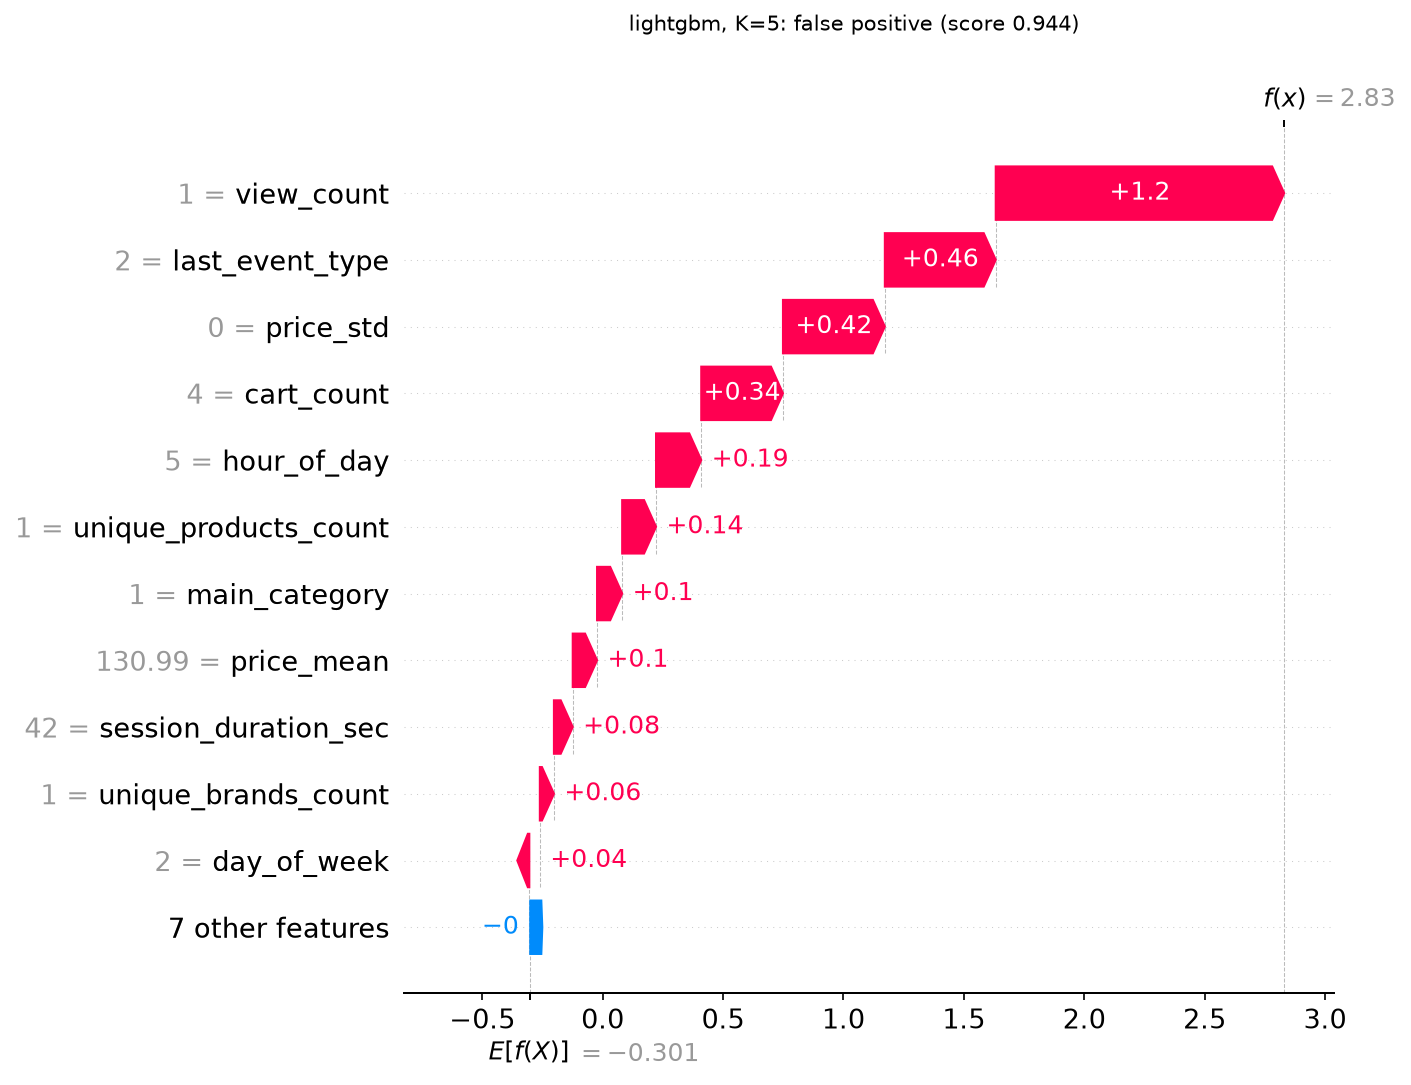 lightgbm, K=5: false positive (score 0.944)
f(x) = 2.83
1 = view_count +1.2
2 = last_event_type +0.46
0 = price_std +0.42
4 = cart_count +0.34
5 = hour_of_day +0.19
1 = unique_products_count +0.14
1 = main_category +0.1
130.99 = price_mean +0.1
42 = session_duration_sec +0.08
1 = unique_brands_count +0.06
2 = day_of_week +0.04
7 other features −0
−0.5 0.0 0.5 1.0 1.5 2.0 2.5 3.0
E[f(X)] = −0.301